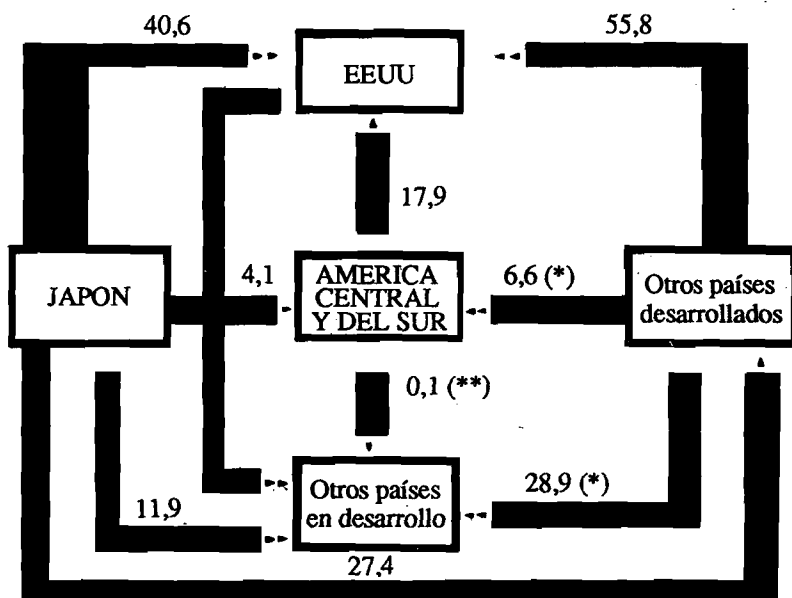 40,6
55,8
EEUU
17,9
JAPON
4,1
AMERICA
CENTRAL
Y DEL SUR
6,6 (*)
Otros países
desarrollados
0,1 (**)
11,9
Otros países
en desarrollo
28,9 (*)
27,4